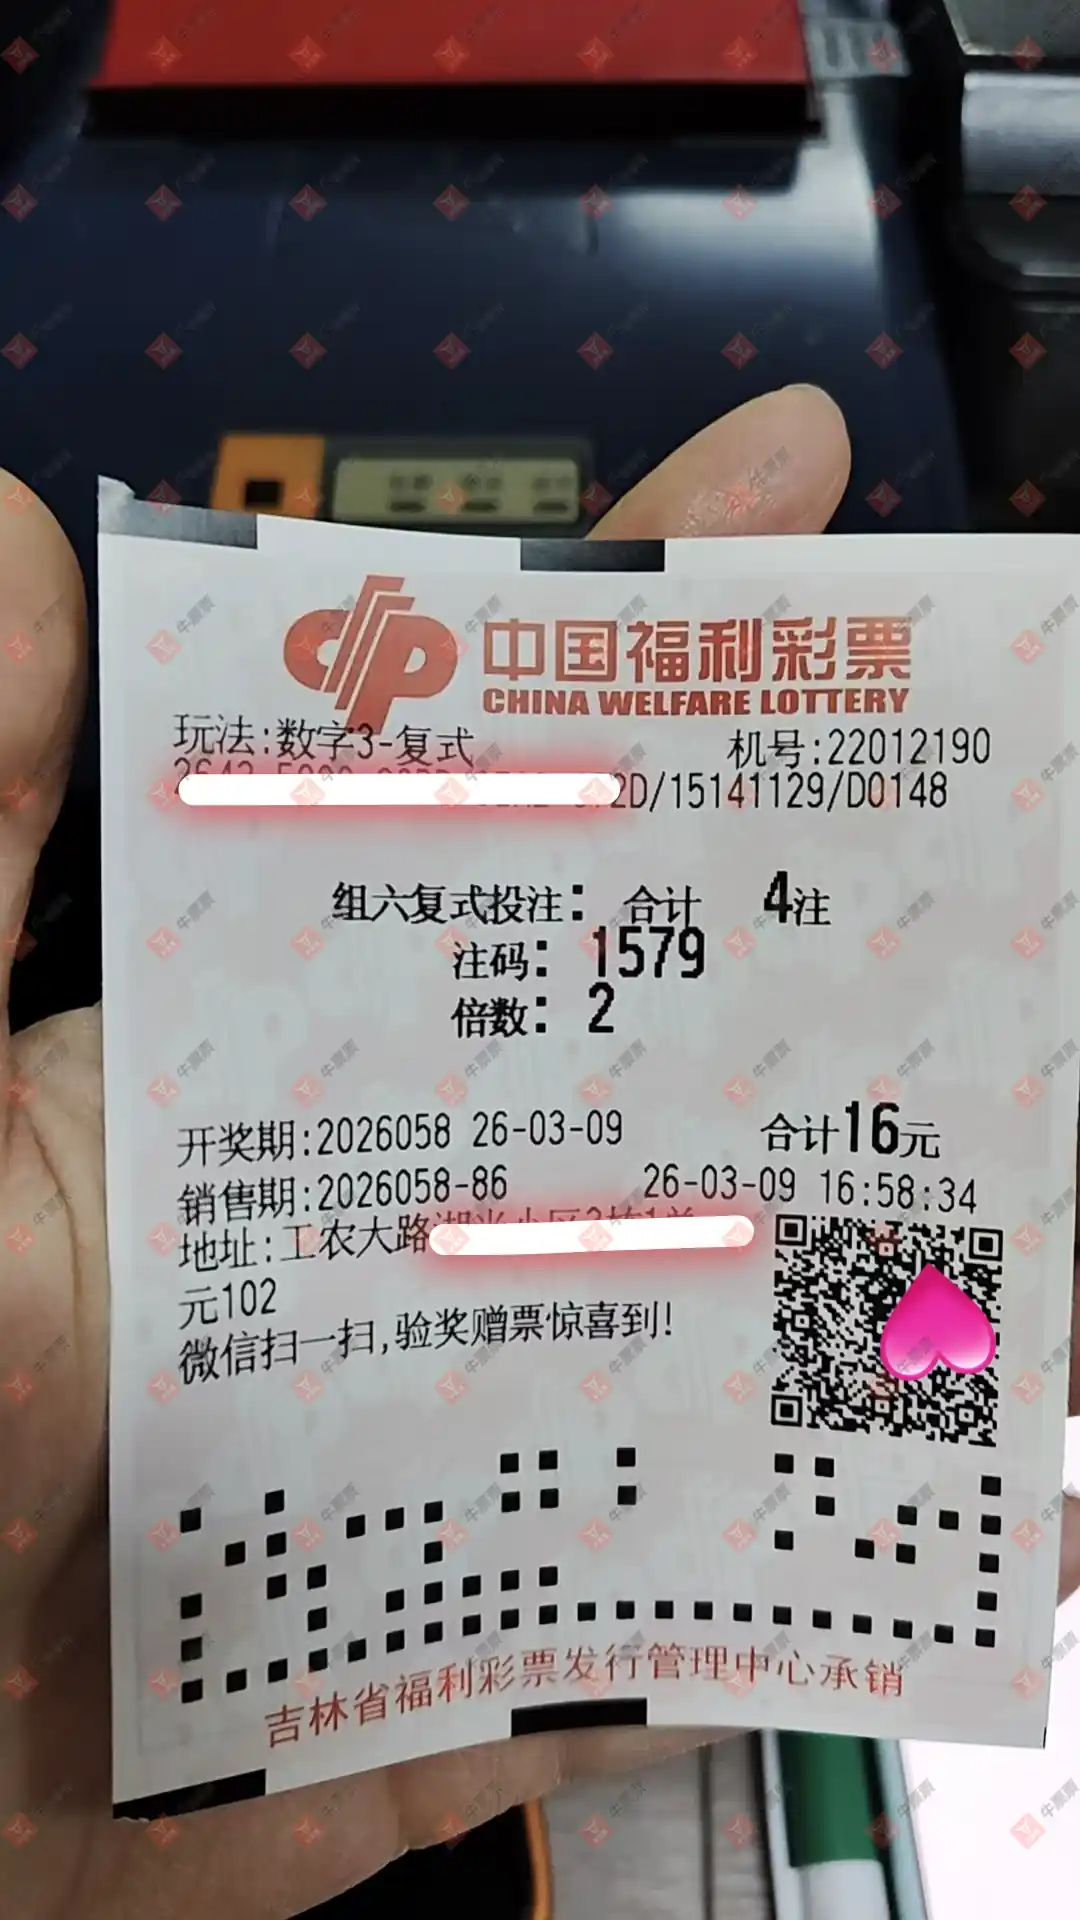 中国福利彩票
CHINA WELFARE LOTTERY
玩法:数字3-复式 机号:22012190
2D/15141129/D0148
组六复式投注: 合计 4注
注码: 1579
倍数: 2
开奖期:2026058 26-03-09 合计16元
销售期:2026058-86 26-03-09 16:58:34
地址:工农大路
元102
微信扫一扫,验奖赠票惊喜到!
吉林省福利彩票发行管理中心承销
牛票票